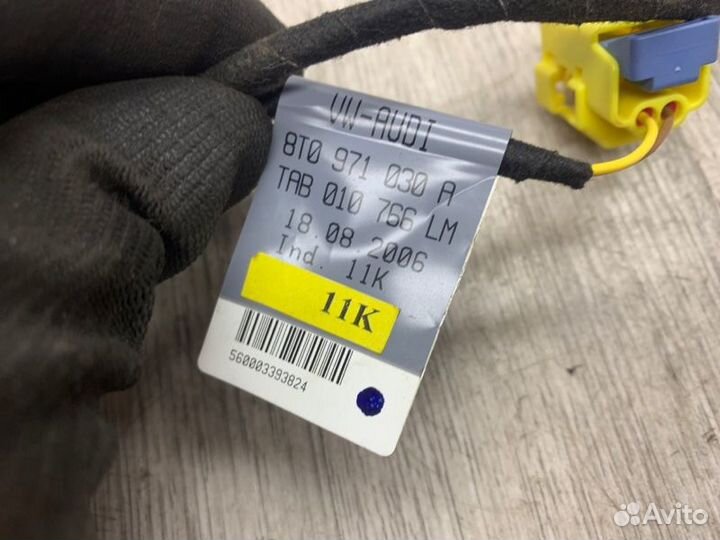 VW-AUDI
8T0 971 030 A
TAB 010 766 LM
18.08.2006
Ind. 11K
11K
560003393824
Avito